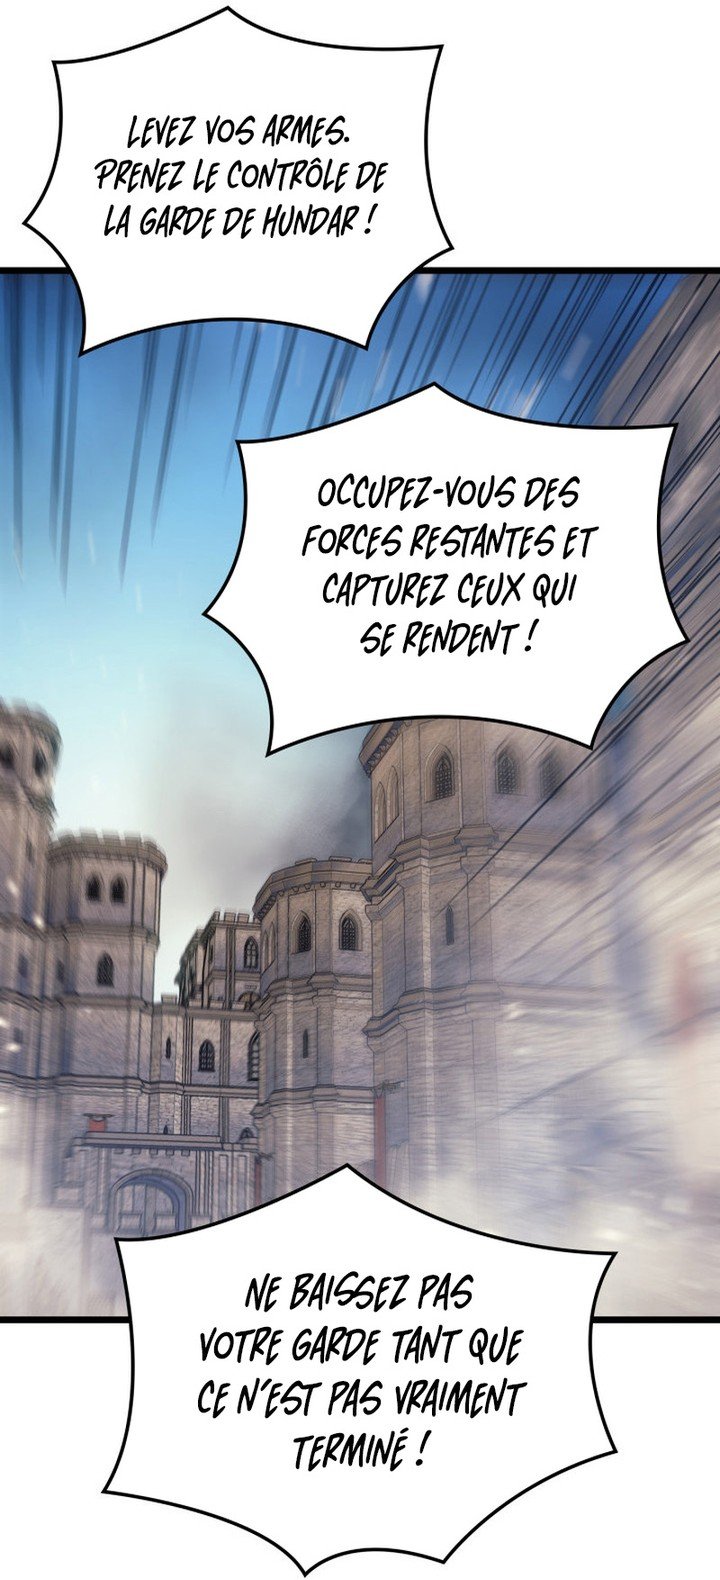 LEVEZ VOS ARMES.
PRENEZ LE CONTRÔLE DE
LA GARDE DE HUNDAR !
OCCUPEZ-VOUS DES
FORCES RESTANTES ET
CAPTUREZ CEUX QUI
SE RENDENT !
NE BAISSEZ PAS
VOTRE GARDE TANT QUE
CE N'EST PAS VRAIMENT
TERMINÉ !